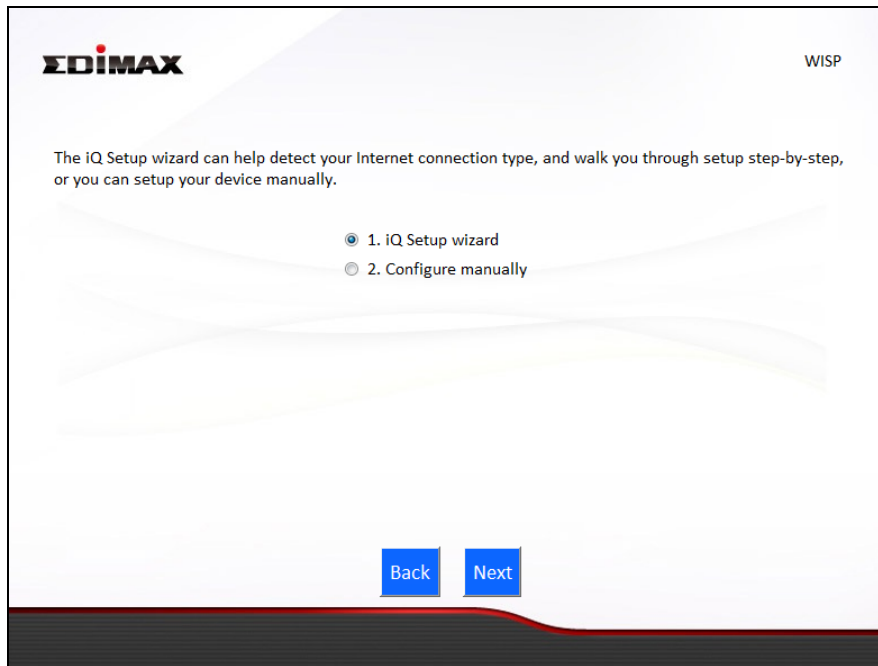 EDIMAX
WISP
The iQ Setup wizard can help detect your Internet connection type, and walk you through setup step-by-step,
or you can setup your device manually.
1. iQ Setup wizard
2. Configure manually
Back Next